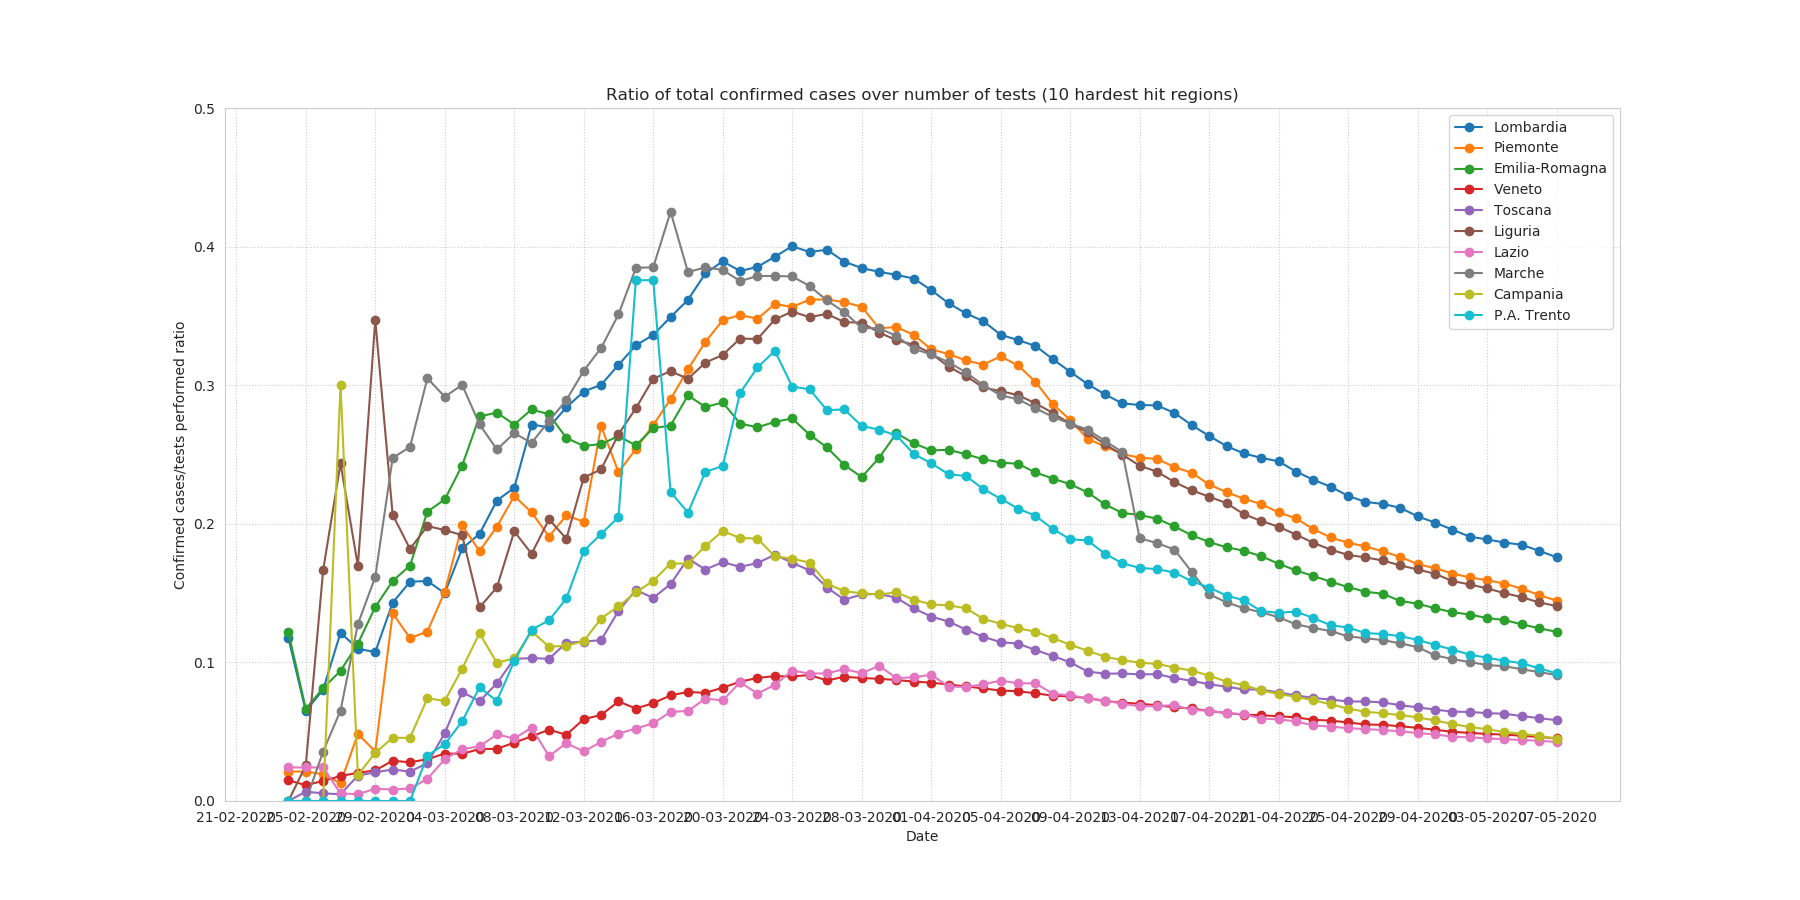 Ratio of total confirmed cases over number of tests (10 hardest hit regions)
0.5
0.4
0.3
0.2
0.1
0.0
Confirmed cases/tests performed ratio
Lombardia
Piemonte
Emilia-Romagna
Veneto
Toscana
Liguria
Lazio
Marche
Campania
P.A. Trento
21-02-2020 25-02-2020 29-02-2020 04-03-2020 08-03-2020 12-03-2020 16-03-2020 20-03-2020 24-03-2020 28-03-2020 01-04-2020 05-04-2020 09-04-2020 13-04-2020 17-04-2020 21-04-2020 25-04-2020 29-04-2020 03-05-2020 07-05-2020
Date